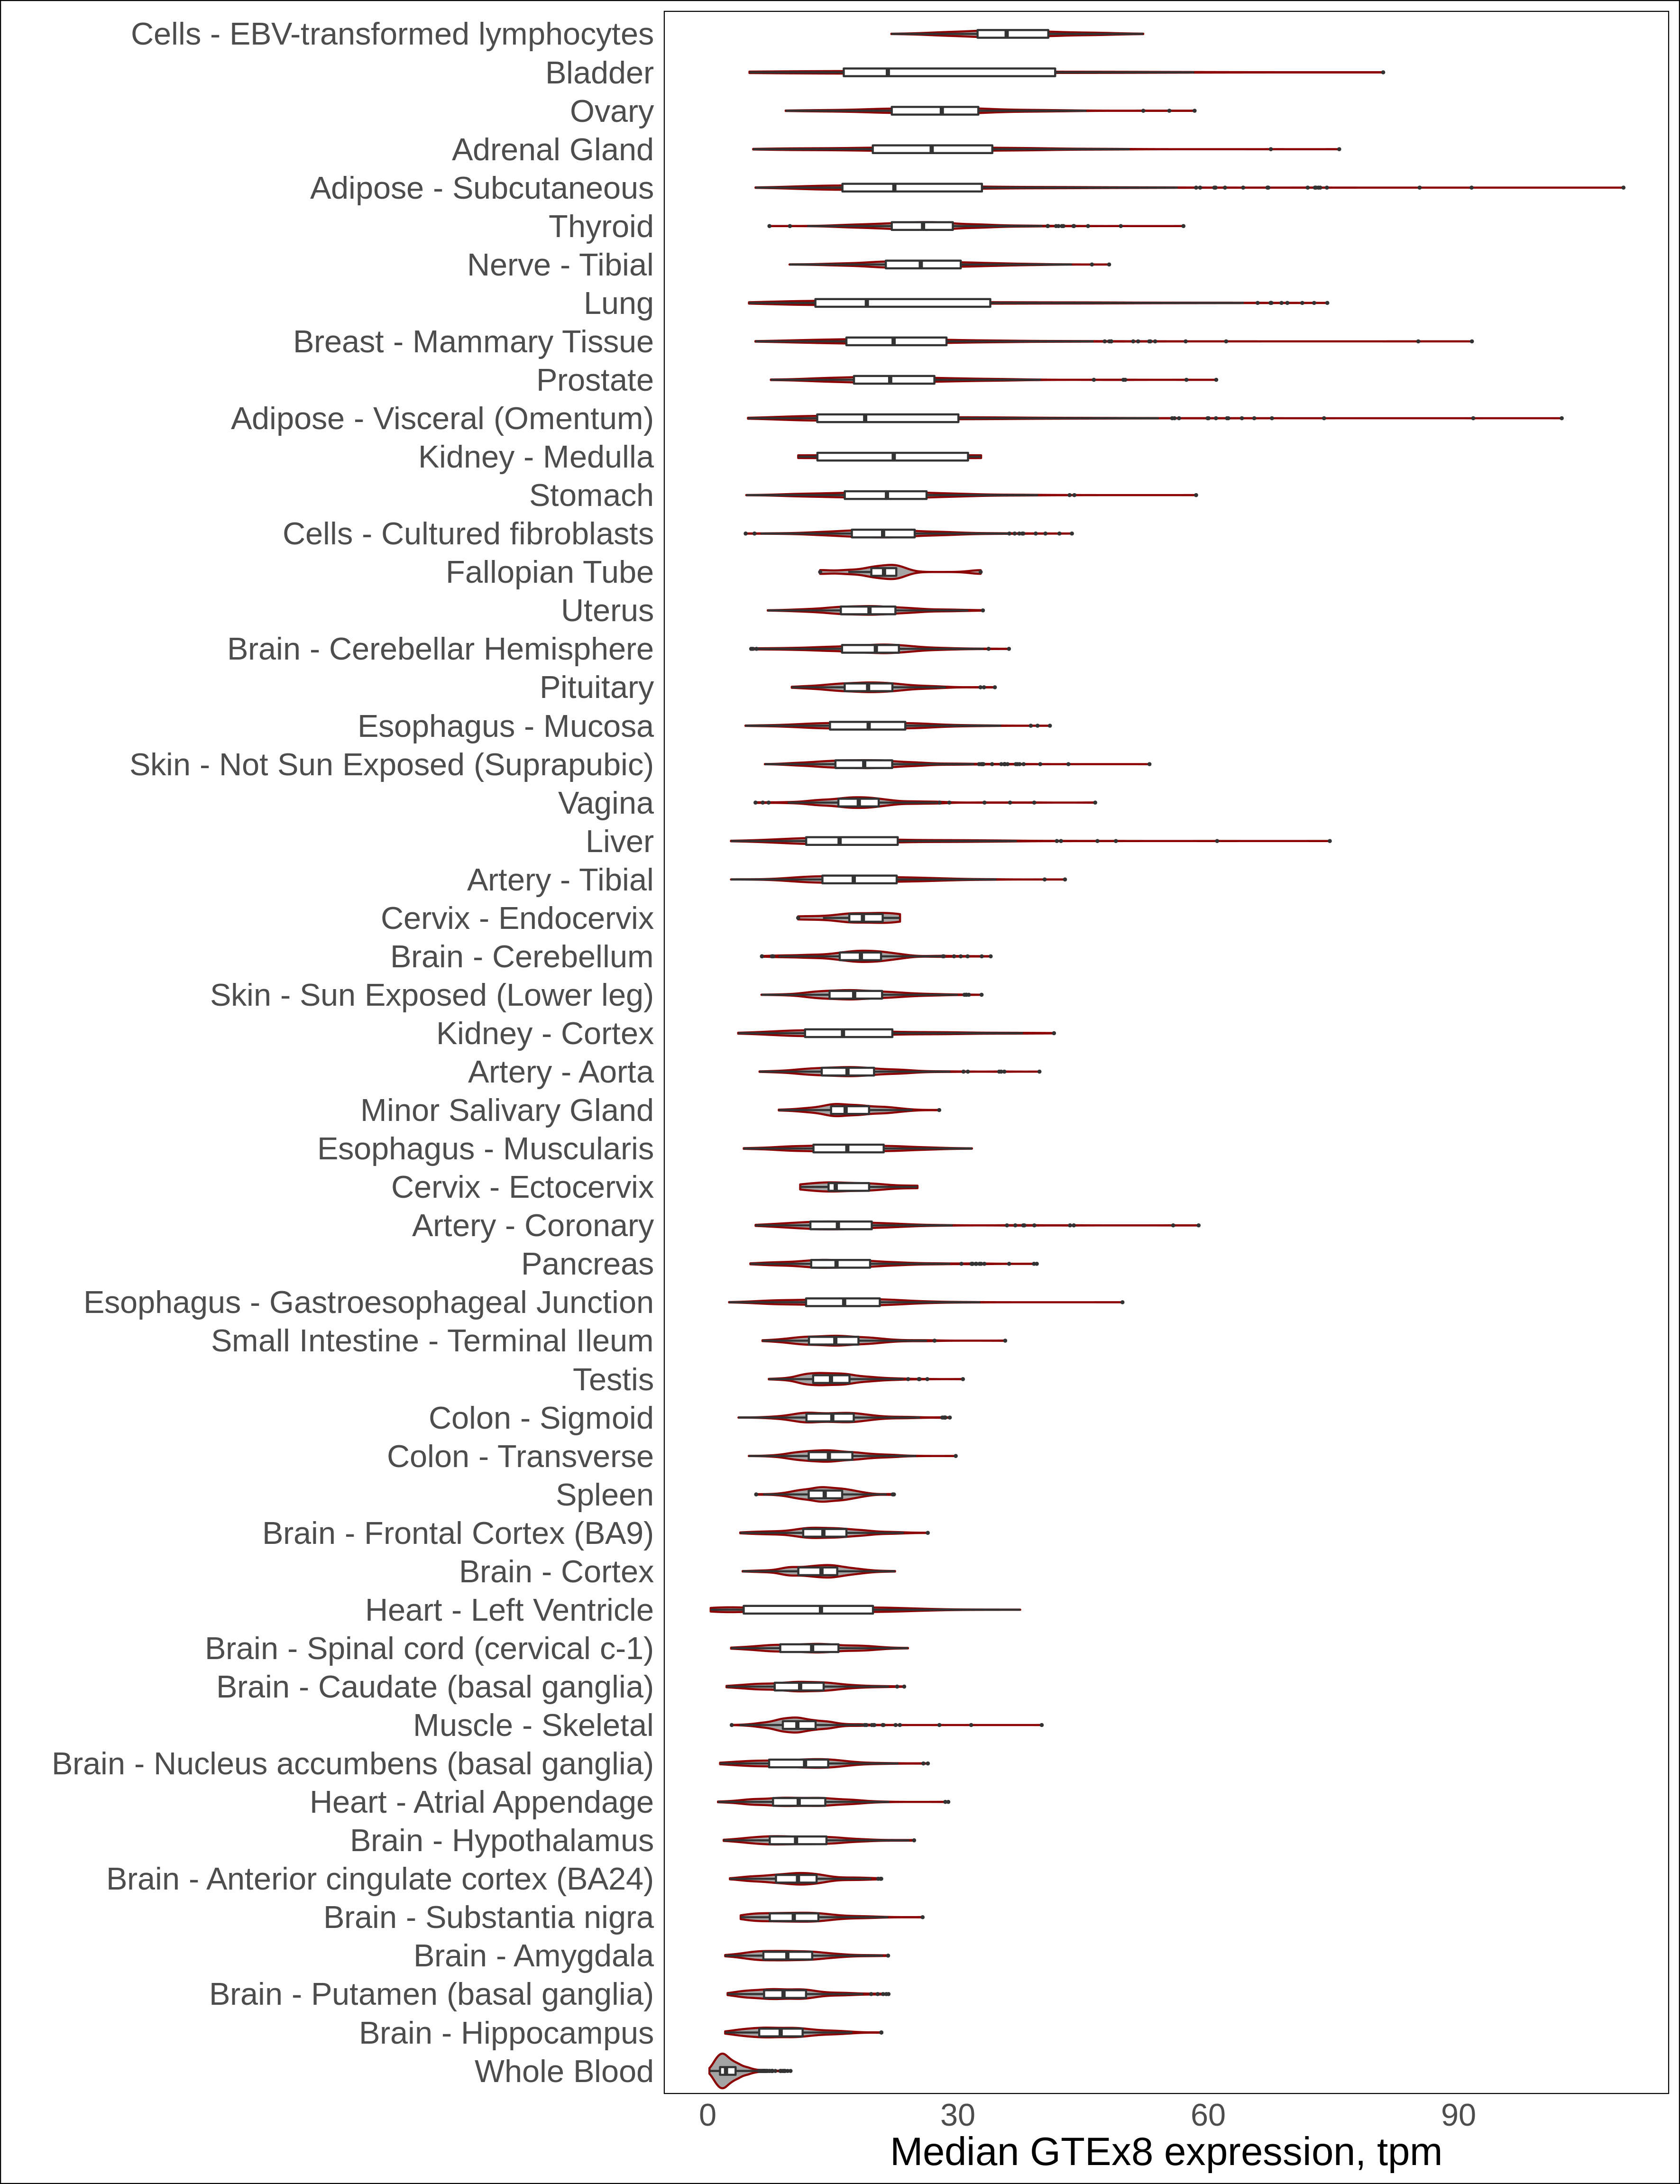 Cells - EBV-transformed lymphocytes
Bladder
Ovary
Adrenal Gland
Adipose - Subcutaneous
Thyroid
Nerve - Tibial
Lung
Breast - Mammary Tissue
Prostate
Adipose - Visceral (Omentum)
Kidney - Medulla
Stomach
Cells - Cultured fibroblasts
Fallopian Tube
Uterus
Brain - Cerebellar Hemisphere
Pituitary
Esophagus - Mucosa
Skin - Not Sun Exposed (Suprapubic)
Vagina
Liver
Artery - Tibial
Cervix - Endocervix
Brain - Cerebellum
Skin - Sun Exposed (Lower leg)
Kidney - Cortex
Artery - Aorta
Minor Salivary Gland
Esophagus - Muscularis
Cervix - Ectocervix
Artery - Coronary
Pancreas
Esophagus - Gastroesophageal Junction
Small Intestine - Terminal Ileum
Testis
Colon - Sigmoid
Colon - Transverse
Spleen
Brain - Frontal Cortex (BA9)
Brain - Cortex
Heart - Left Ventricle
Brain - Spinal cord (cervical c-1)
Brain - Caudate (basal ganglia)
Muscle - Skeletal
Brain - Nucleus accumbens (basal ganglia)
Heart - Atrial Appendage
Brain - Hypothalamus
Brain - Anterior cingulate cortex (BA24)
Brain - Substantia nigra
Brain - Amygdala
Brain - Putamen (basal ganglia)
Brain - Hippocampus
Whole Blood
0 30 60 90
Median GTEx8 expression, tpm